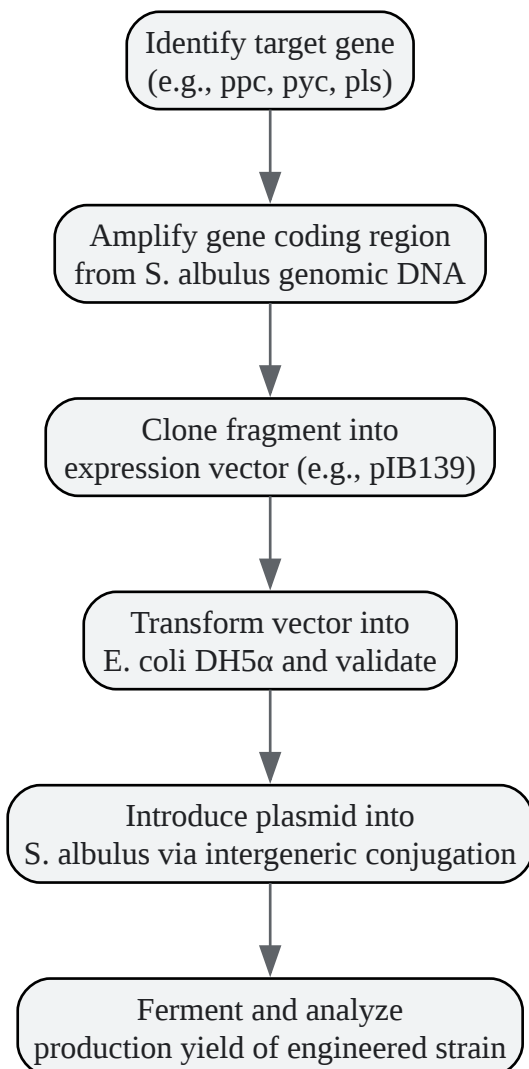 Identify target gene
(e.g., ppc, pyc, pls)
Amplify gene coding region
from S. albulus genomic DNA
Clone fragment into
expression vector (e.g., pIB139)
Transform vector into
E. coli DH5α and validate
Introduce plasmid into
S. albulus via intergeneric conjugation
Ferment and analyze
production yield of engineered strain